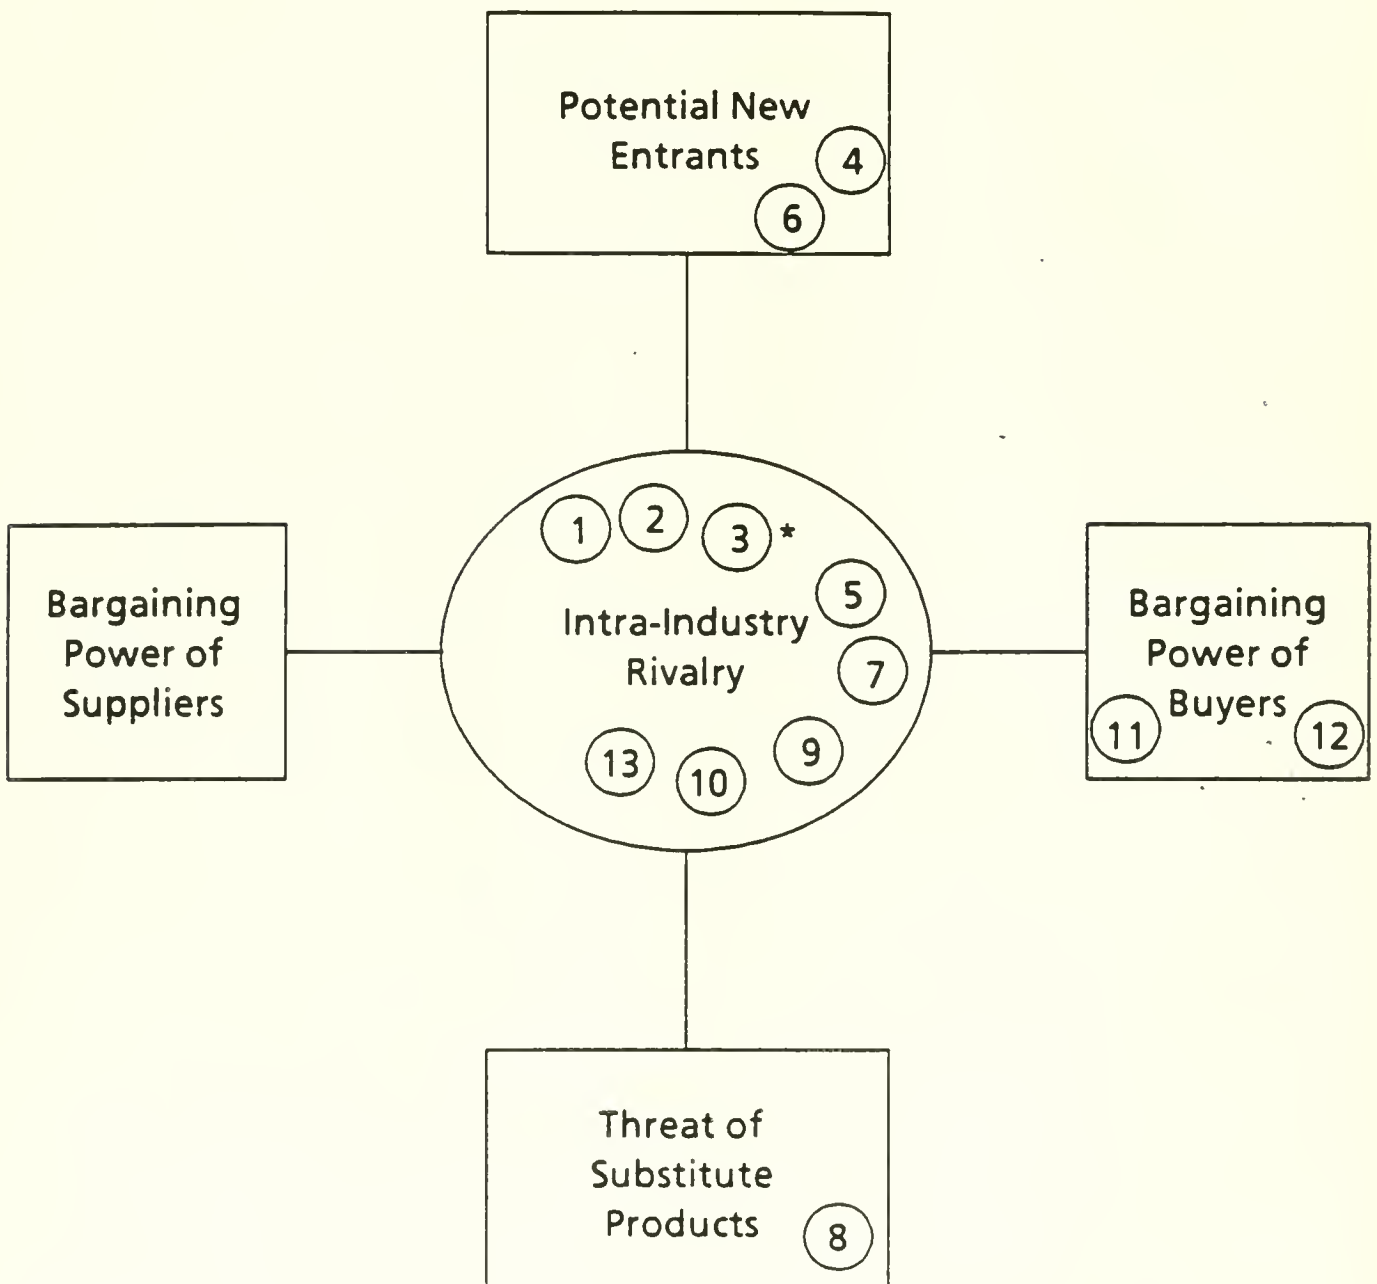 Potential New
Entrants
4
6
1
2
3 *
5
Intra-Industry
Rivalry
7
13
10
9
Bargaining
Power of
Suppliers
Bargaining
Power of
Buyers
11
12
Threat of
Substitute
Products
8